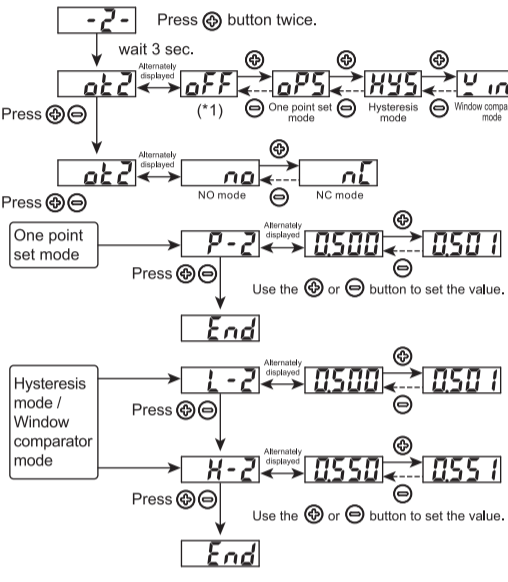 -2- Press ⊕ button twice.
wait 3 sec.
ot2 Alternately displayed oFF oPS HYS
(*1) One point set mode Hysteresis mode Window compa mode
Press ⊕⊖
ot2 Alternately displayed no nC
NO mode NC mode
Press ⊕⊖
One point set mode
P-2 Alternately displayed 0.500 0.501
Press ⊕⊖ Use the ⊕ or ⊖ button to set the value.
End
Hysteresis mode / Window comparator mode
L-2 Alternately displayed 0.500 0.501
Press ⊕⊖
H-2 Alternately displayed 0.550 0.551
Press ⊕⊖ Use the ⊕ or ⊖ button to set the value.
End